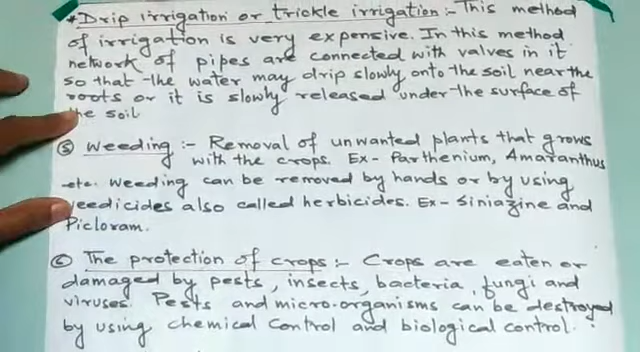 *Drip irrigation or trickle irrigation :- This method
of irrigation is very expensive. In this method
network of pipes are connected with valves in it
so that the water may drip slowly onto the soil near the
roots or it is slowly released under the surface of
the soil
⑤ Weeding :- Removal of unwanted plants that grows
with the crops. Ex- Parthenium, Amaranthus
etc. Weeding can be removed by hands or by using
weedicides also called herbicides. Ex- Siniazine and
Picloram.
⑥ The protection of crops :- Crops are eaten or
damaged by pests, insects, bacteria, fungi and
viruses. Pests and micro-organisms can be destroyed
by using chemical control and biological control.